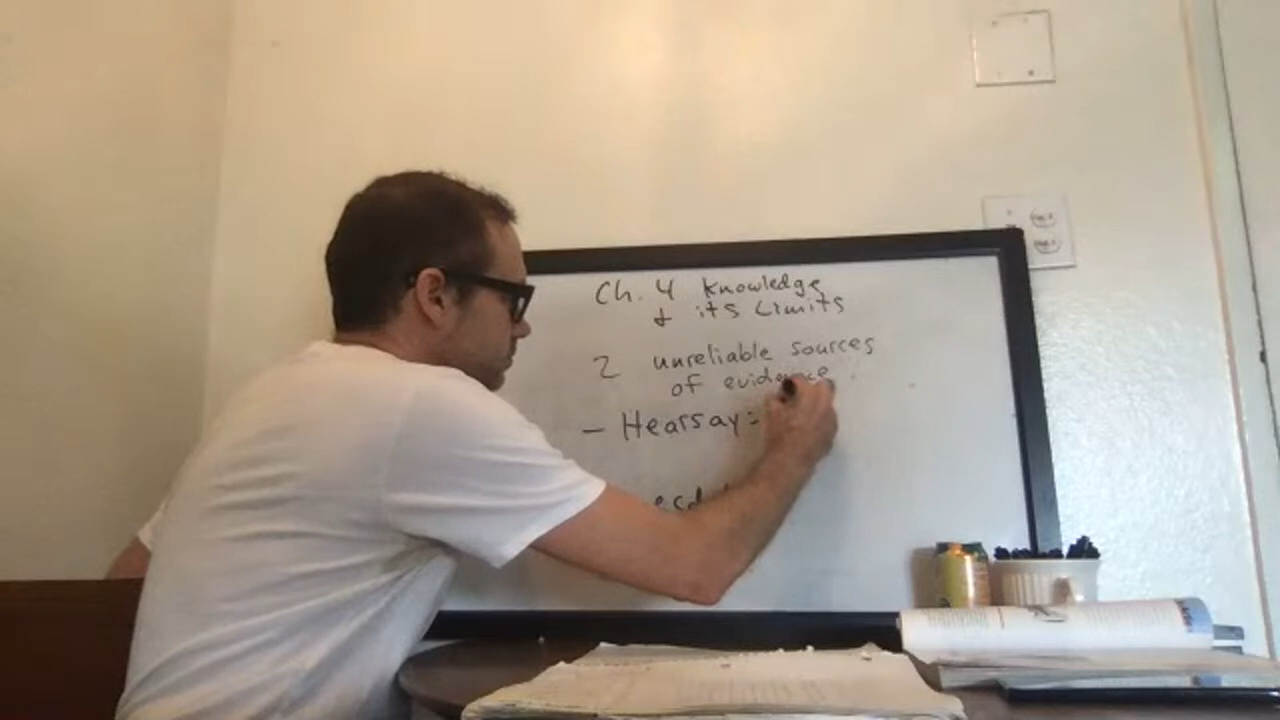 Ch. 4 Knowledge
& its Limits
2 unreliable sources
of evidence
- Hearsay: